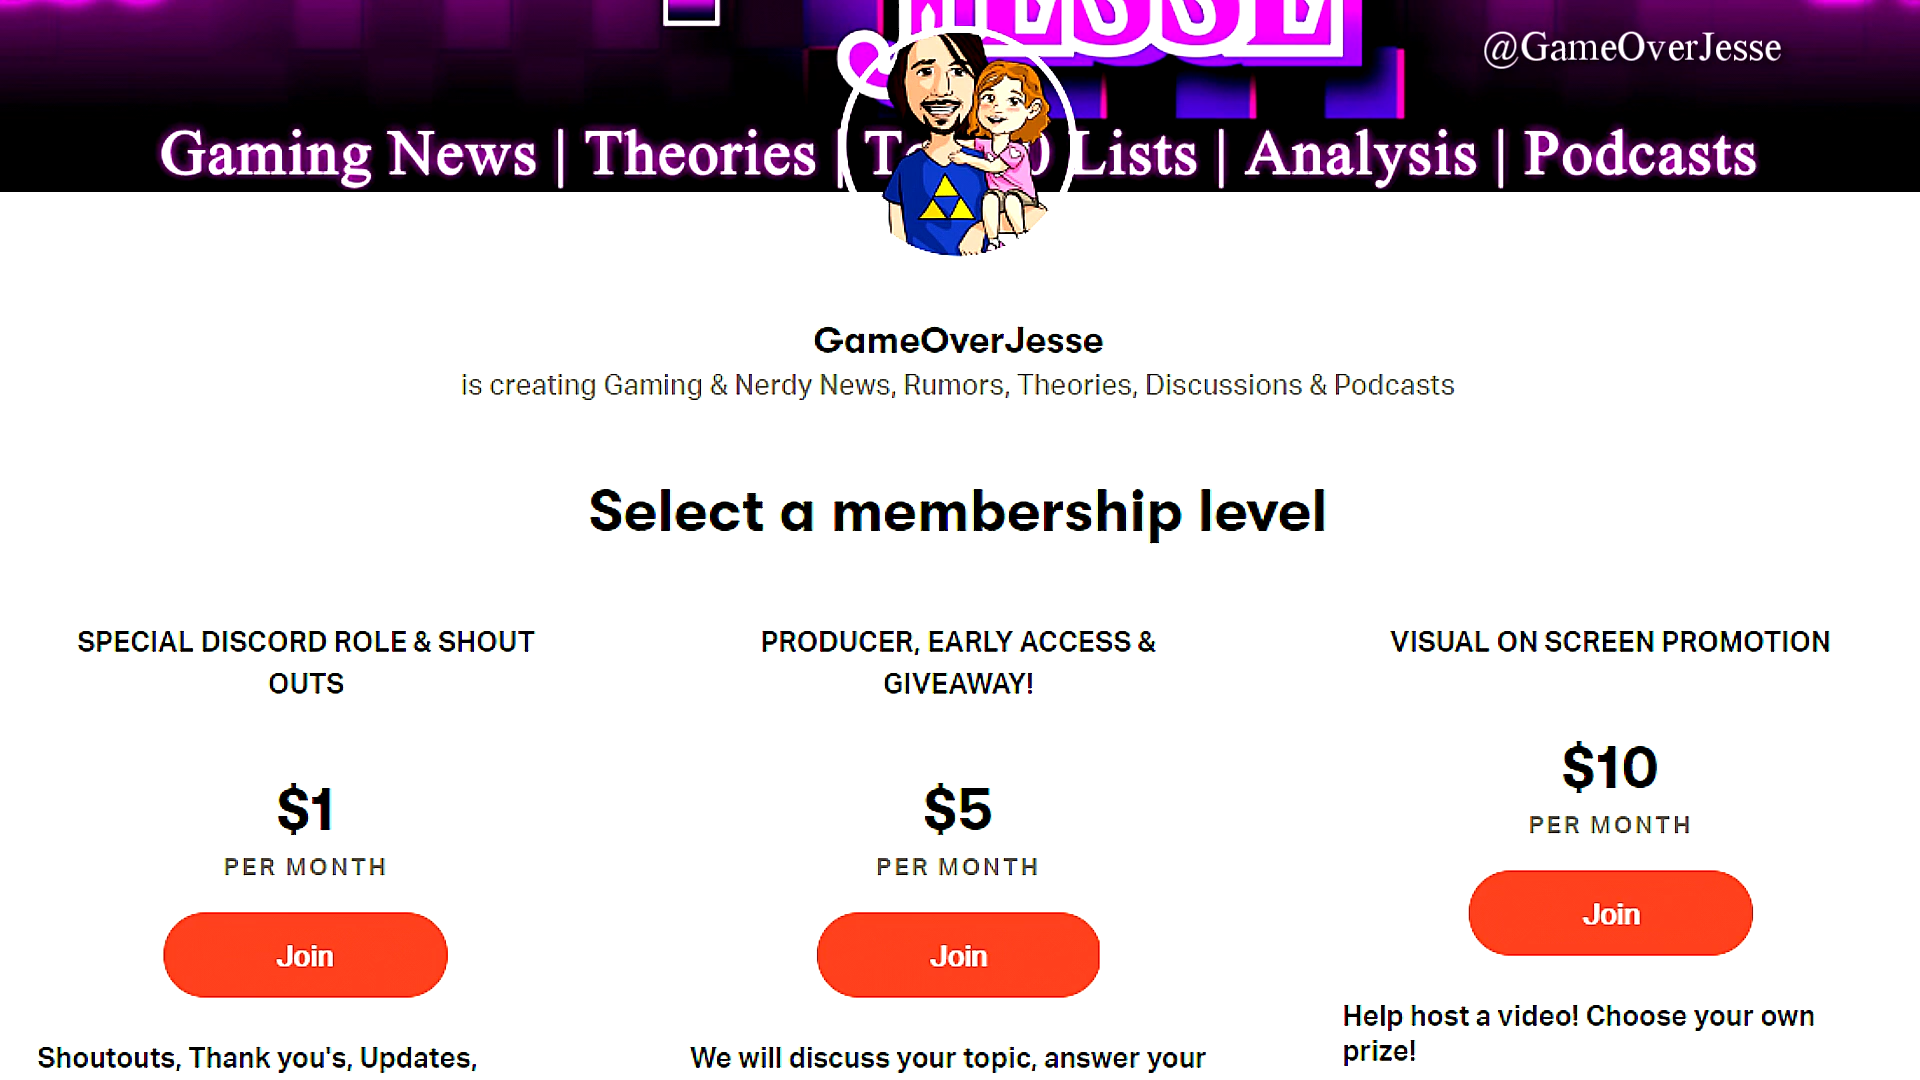 JESSE
@GameOverJesse
Gaming News | Theories | Lists | Analysis | Podcasts
GameOverJesse
is creating Gaming & Nerdy News, Rumors, Theories, Discussions & Podcasts
Select a membership level
SPECIAL DISCORD ROLE & SHOUT
OUTS
$1
PER MONTH
Join
Shoutouts, Thank you's, Updates,
PRODUCER, EARLY ACCESS &
GIVEAWAY!
$5
PER MONTH
Join
We will discuss your topic, answer your
VISUAL ON SCREEN PROMOTION
$10
PER MONTH
Join
Help host a video! Choose your own
prize!